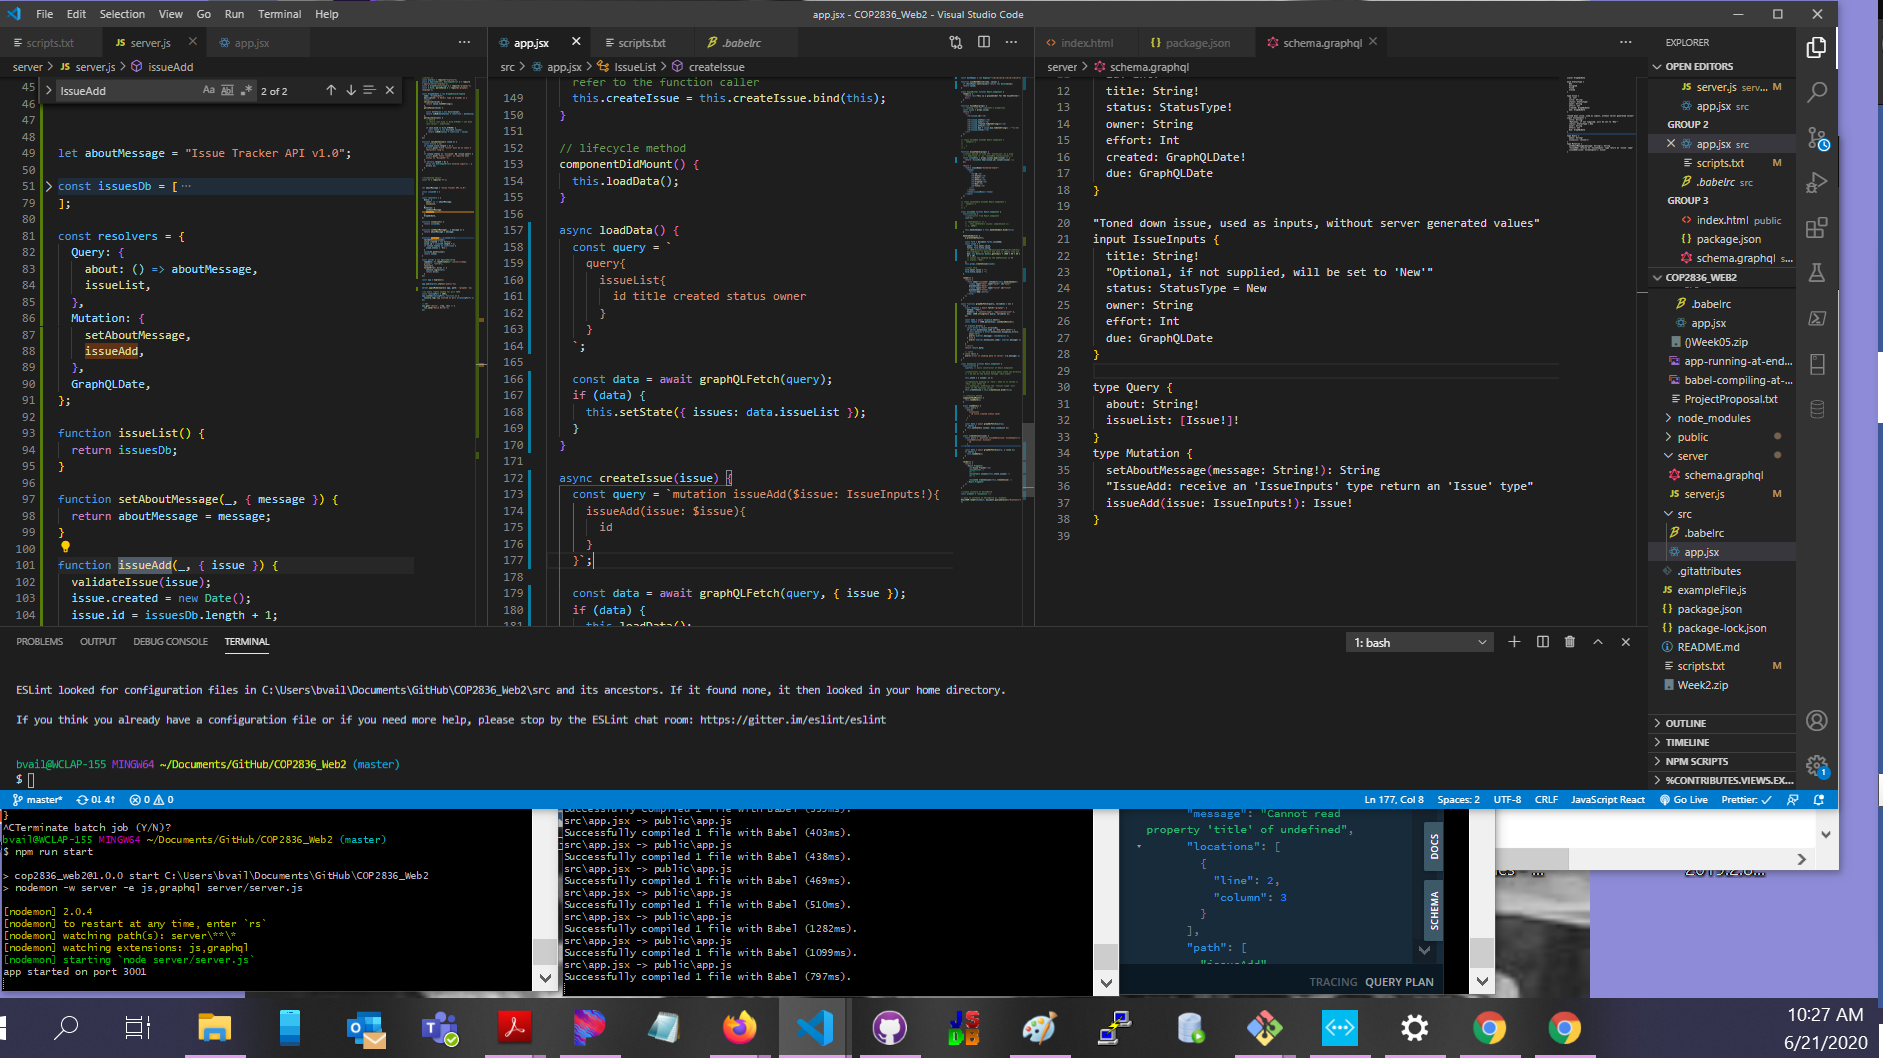 File Edit Selection View Go Run Terminal Help
app.jsx - COP2836_Web2 - Visual Studio Code
scripts.txt
server.js
app.jsx
server > server.js > issueAdd
IssueAdd
Aa
2 of 2
45
46
47
48
49 let aboutMessage = "Issue Tracker API v1.0";
50
51 const issuesDb = [ ···
79 ];
80
81 const resolvers = {
82 Query: {
83 about: () => aboutMessage,
84 issueList,
85 },
86 Mutation: {
87 setAboutMessage,
88 issueAdd,
89 },
90 GraphQLDate,
91 };
92
93 function issueList() {
94 return issuesDb;
95 }
96
97 function setAboutMessage(_, { message }) {
98 return aboutMessage = message;
99 }
100
101 function issueAdd(_, { issue }) {
102 validateIssue(issue);
103 issue.created = new Date();
104 issue.id = issuesDb.length + 1;
app.jsx
scripts.txt
.babelrc
src > app.jsx > IssueList > createIssue
refer to the function caller
149 this.createIssue = this.createIssue.bind(this);
150 }
151
152 // lifecycle method
153 componentDidMount() {
154 this.loadData();
155 }
156
157 async loadData() {
158 const query = `
159 query{
160 issueList{
161 id title created status owner
162 }
163 }
164 `;
165
166 const data = await graphQLFetch(query);
167 if (data) {
168 this.setState({ issues: data.issueList });
169 }
170 }
171
172 async createIssue(issue) {
173 const query = `mutation issueAdd($issue: IssueInputs!){
174 issueAdd(issue: $issue){
175 id
176 }
177 }`;
178
179 const data = await graphQLFetch(query, { issue });
180 if (data) {
181 this.loadData();
index.html
package.json
schema.graphql
server > schema.graphql
12 title: String!
13 status: StatusType!
14 owner: String
15 effort: Int
16 created: GraphQLDate!
17 due: GraphQLDate
18 }
19
20 "Toned down issue, used as inputs, without server generated values"
21 input IssueInputs {
22 title: String!
23 "Optional, if not supplied, will be set to 'New'"
24 status: StatusType = New
25 owner: String
26 effort: Int
27 due: GraphQLDate
28 }
29
30 type Query {
31 about: String!
32 issueList: [Issue!]!
33 }
34 type Mutation {
35 setAboutMessage(message: String!): String
36 "IssueAdd: receive an 'IssueInputs' type return an 'Issue' type"
37 issueAdd(issue: IssueInputs!): Issue!
38 }
39
EXPLORER
OPEN EDITORS
server.js serv... M
app.jsx src
GROUP 2
app.jsx src
scripts.txt M
.babelrc src
GROUP 3
index.html public
package.json
schema.graphql s...
COP2836_WEB2
.babelrc
app.jsx
()Week05.zip
app-running-at-end...
babel-compiling-at-...
ProjectProposal.txt
node_modules
public
server
schema.graphql
server.js M
src
.babelrc
app.jsx
.gitattributes
exampleFile.js
package.json
package-lock.json
README.md
scripts.txt M
Week2.zip
OUTLINE
TIMELINE
NPM SCRIPTS
%CONTRIBUTES.VIEWS.EX...
1
PROBLEMS OUTPUT DEBUG CONSOLE TERMINAL
1: bash
ESLint looked for configuration files in C:\Users\bvail\Documents\GitHub\COP2836_Web2\src and its ancestors. If it found none, it then looked in your home directory.
If you think you already have a configuration file or if you need more help, please stop by the ESLint chat room: https://gitter.im/eslint/eslint
bvail@WCLAP-155 MINGW64 ~/Documents/GitHub/COP2836_Web2 (master)
$
master* 0↓ 4↑ 0 0
Ln 177, Col 8 Spaces: 2 UTF-8 CRLF JavaScript React Go Live Prettier: ✓
}
^CTerminate batch job (Y/N)?
bvail@WCLAP-155 MINGW64 ~/Documents/GitHub/COP2836_Web2 (master)
$ npm run start
> cop2836_web2@1.0.0 start C:\Users\bvail\Documents\GitHub\COP2836_Web2
> nodemon -w server -e js,graphql server/server.js
[nodemon] 2.0.4
[nodemon] to restart at any time, enter `rs`
[nodemon] watching path(s): server\**\*
[nodemon] watching extensions: js,graphql
[nodemon] starting `node server/server.js`
app started on port 3001
src\app.jsx -> public\app.js
Successfully compiled 1 file with Babel (403ms).
src\app.jsx -> public\app.js
Successfully compiled 1 file with Babel (438ms).
src\app.jsx -> public\app.js
Successfully compiled 1 file with Babel (469ms).
src\app.jsx -> public\app.js
Successfully compiled 1 file with Babel (510ms).
src\app.jsx -> public\app.js
Successfully compiled 1 file with Babel (1282ms).
src\app.jsx -> public\app.js
Successfully compiled 1 file with Babel (1099ms).
src\app.jsx -> public\app.js
Successfully compiled 1 file with Babel (797ms).
"message": "Cannot read
property 'title' of undefined",
"locations": [
{
"line": 2,
"column": 3
}
],
"path": [
"issueAdd"
DOCS
SCHEMA
TRACING QUERY PLAN
JS
DB
10:27 AM
6/21/2020